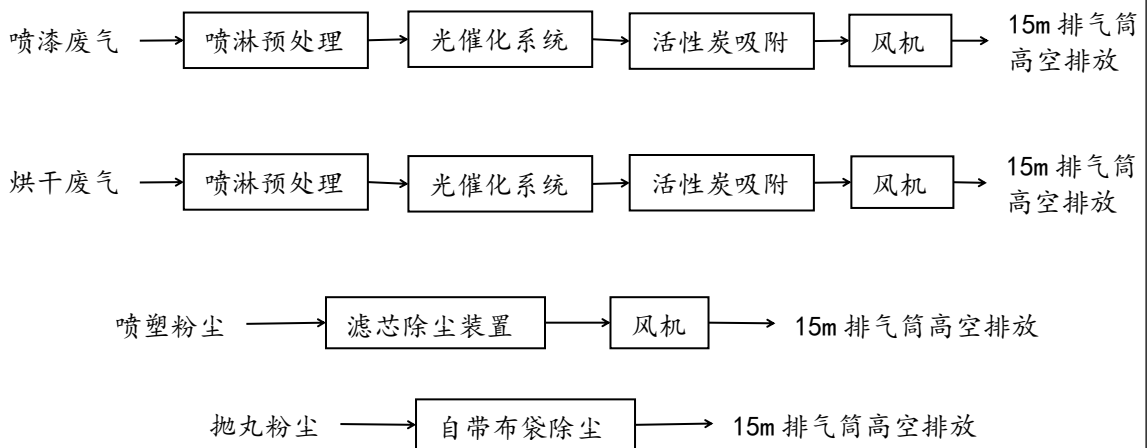 喷漆废气 喷淋预处理 光催化系统 活性炭吸附 风机 15m 排气筒
高空排放
烘干废气 喷淋预处理 光催化系统 活性炭吸附 风机 15m 排气筒
高空排放
喷塑粉尘 滤芯除尘装置 风机 15m 排气筒高空排放
抛丸粉尘 自带布袋除尘 15m 排气筒高空排放